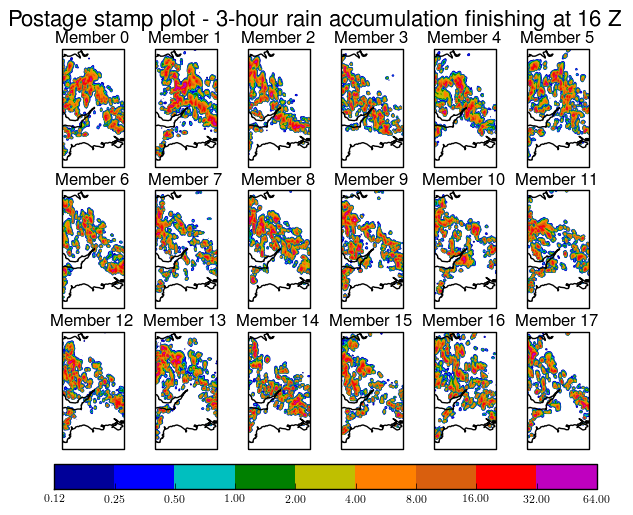 Postage stamp plot - 3-hour rain accumulation finishing at 16 Z
Member 0 Member 1 Member 2 Member 3 Member 4 Member 5
Member 6 Member 7 Member 8 Member 9 Member 10 Member 11
Member 12 Member 13 Member 14 Member 15 Member 16 Member 17
0.12 0.25 0.50 1.00 2.00 4.00 8.00 16.00 32.00 64.00